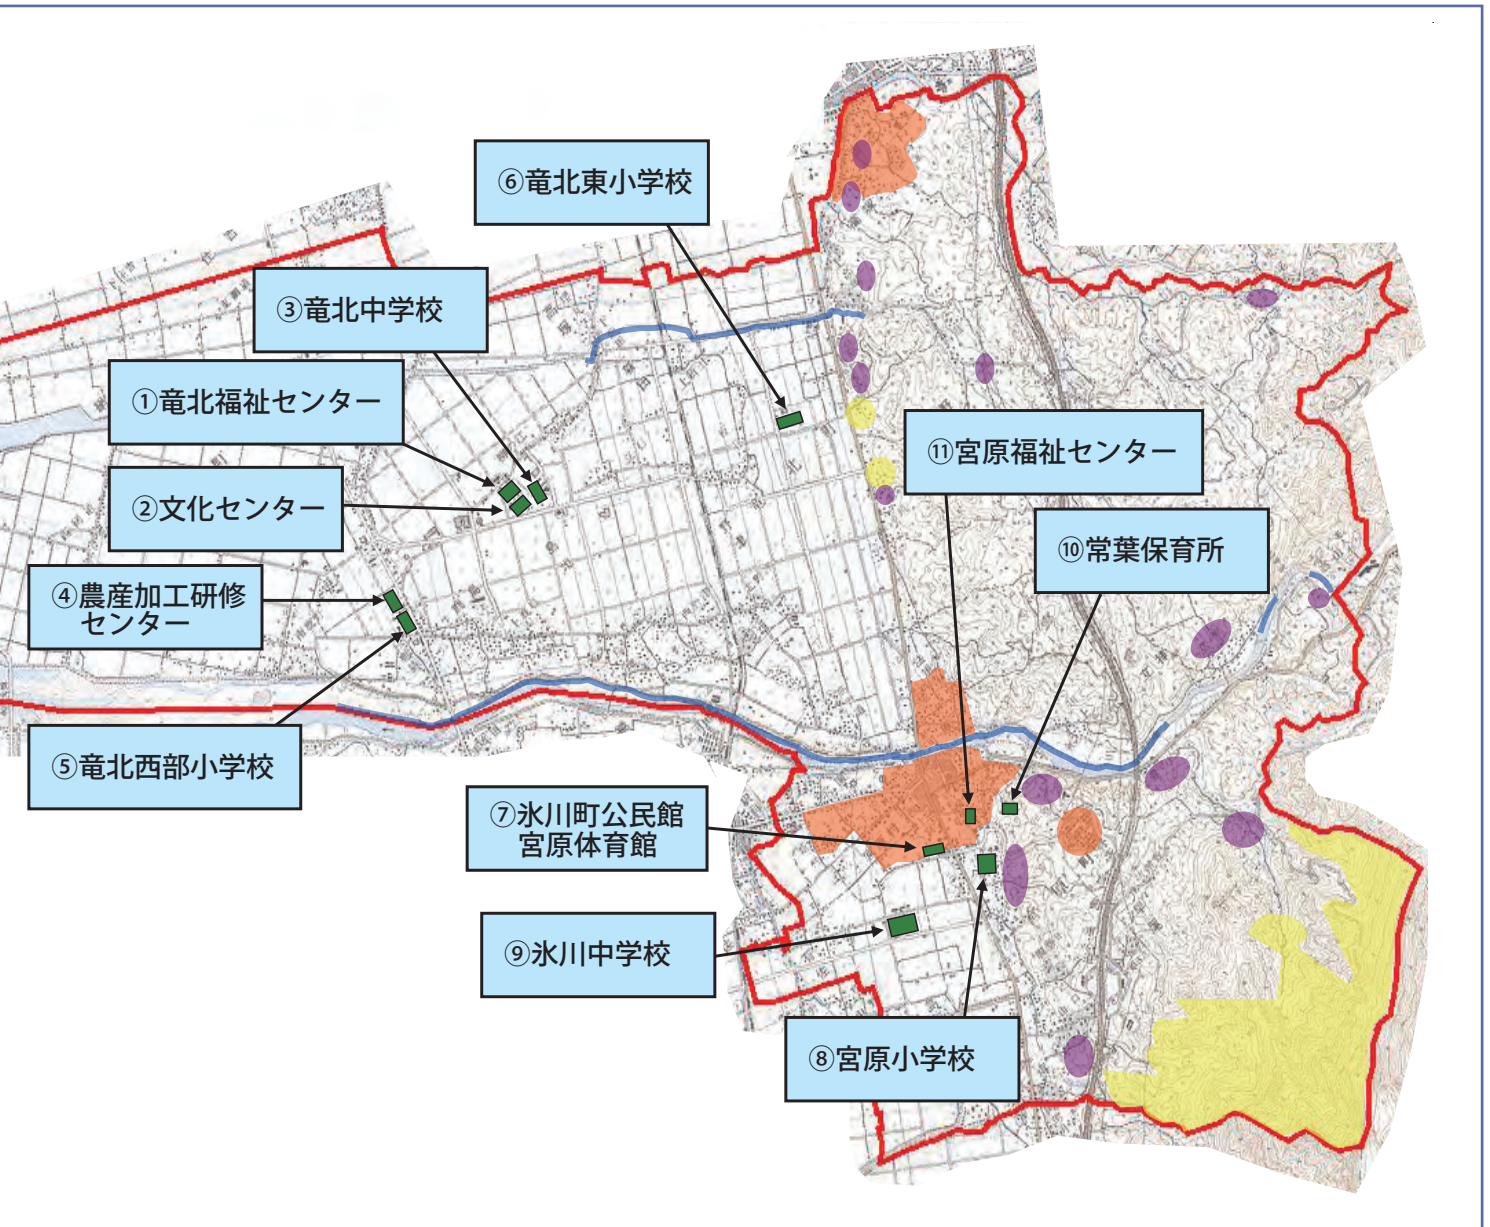 ⑥竜北東小学校
③竜北中学校
①竜北福祉センター
②文化センター
④農産加工研修
センター
⑤竜北西部小学校
⑪宮原福祉センター
⑩常葉保育所
⑦氷川町公民館
宮原体育館
⑨氷川中学校
⑧宮原小学校